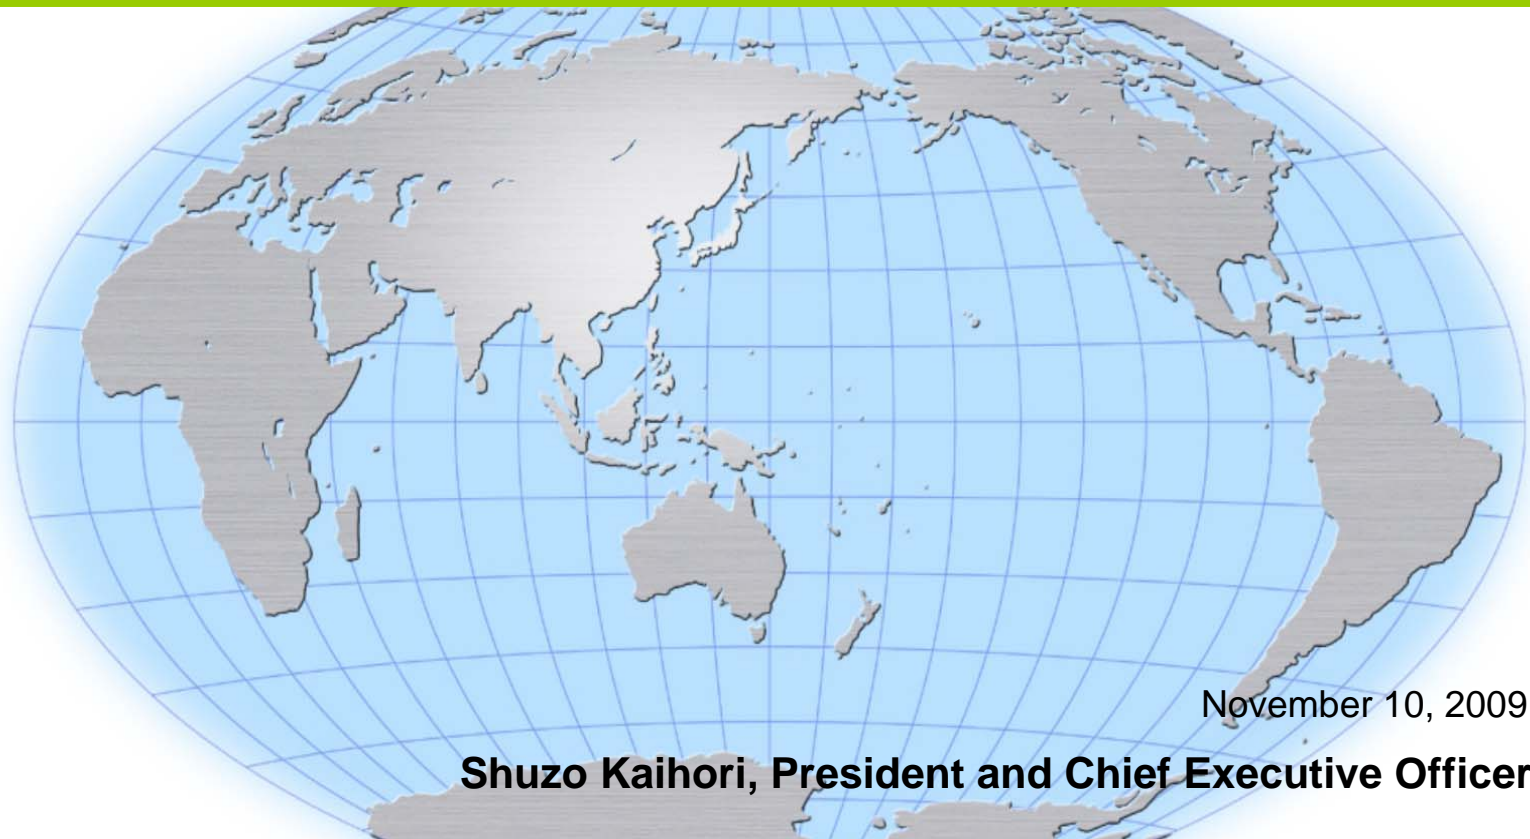 November 10, 2009
Shuzo Kaihori, President and Chief Executive Officer